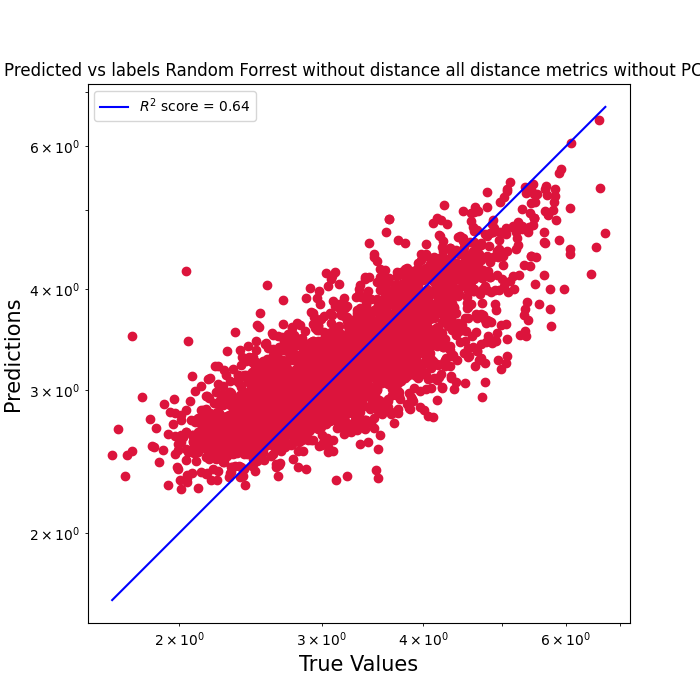 Predicted vs labels Random Forrest without distance all distance metrics without PC
R² score = 0.64
6 × 10⁰
4 × 10⁰
3 × 10⁰
2 × 10⁰
Predictions
2 × 10⁰ 3 × 10⁰ 4 × 10⁰ 6 × 10⁰
True Values